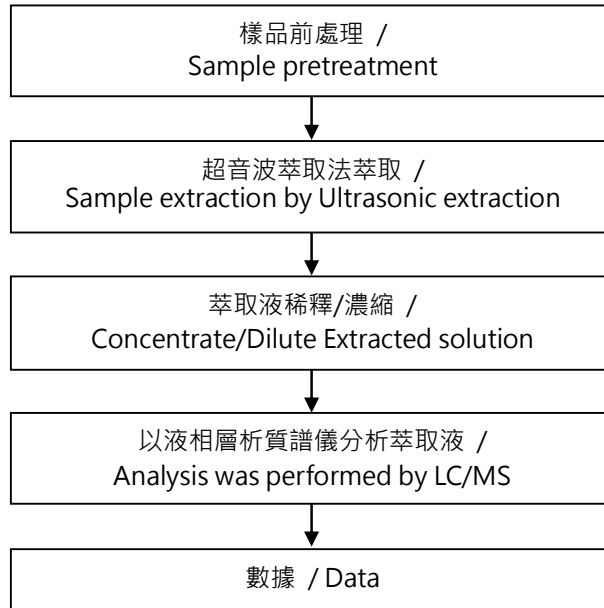 樣品前處理 /
Sample pretreatment
超音波萃取法萃取 /
Sample extraction by Ultrasonic extraction
萃取液稀釋/濃縮 /
Concentrate/Dilute Extracted solution
以液相層析質譜儀分析萃取液 /
Analysis was performed by LC/MS
數據 / Data